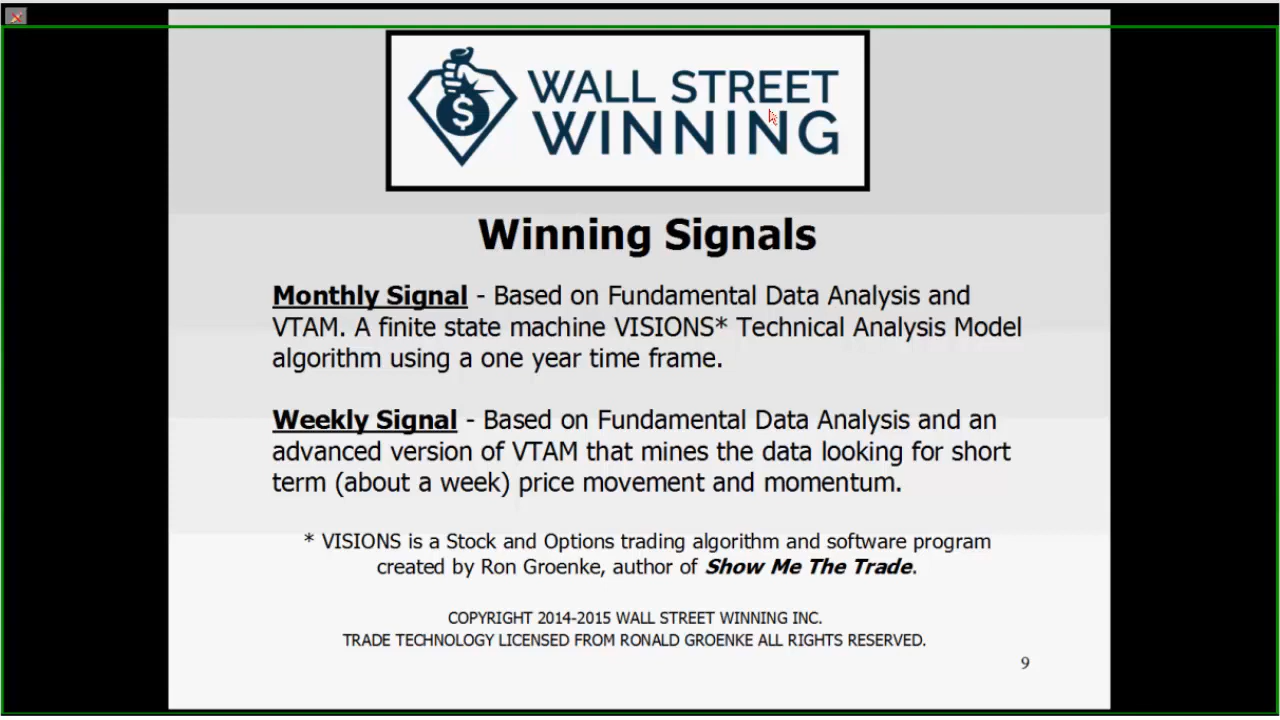 $
WALL STREET
WINNING
Winning Signals
Monthly Signal - Based on Fundamental Data Analysis and
VTAM. A finite state machine VISIONS* Technical Analysis Model
algorithm using a one year time frame.
Weekly Signal - Based on Fundamental Data Analysis and an
advanced version of VTAM that mines the data looking for short
term (about a week) price movement and momentum.
* VISIONS is a Stock and Options trading algorithm and software program
created by Ron Groenke, author of Show Me The Trade.
COPYRIGHT 2014-2015 WALL STREET WINNING INC.
TRADE TECHNOLOGY LICENSED FROM RONALD GROENKE ALL RIGHTS RESERVED.
9